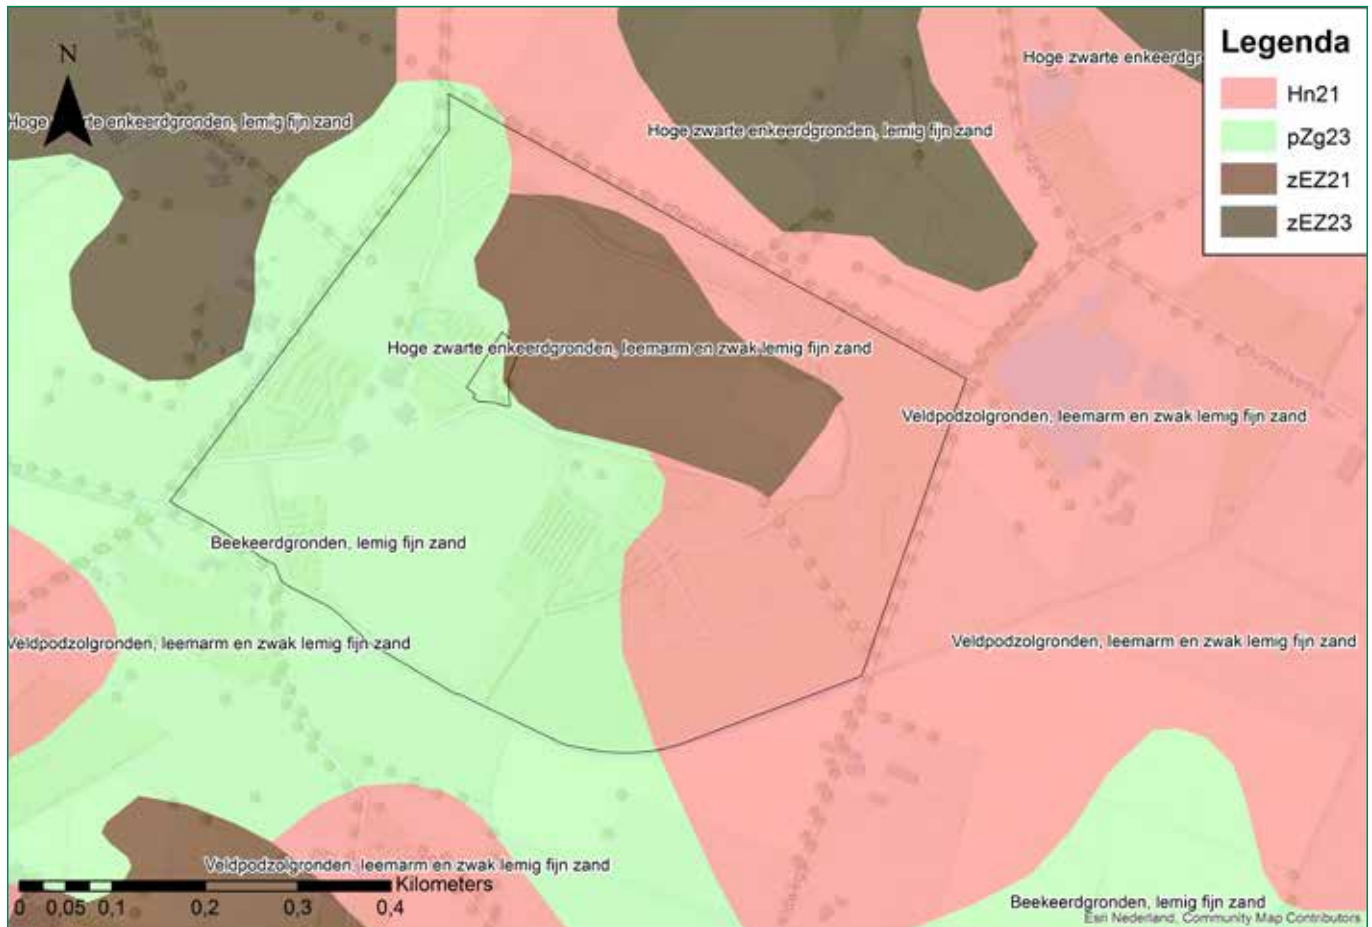 N
Legenda
Hn21
pZg23
zEZ21
zEZ23
Hoge zwarte enkeerdgr
Hoge zwarte enkeerdgronden, lemig fijn zand
Hoge zwarte enkeerdgronden, lemig fijn zand
Hoge zwarte enkeerdgronden, leemarm en zwak lemig fijn zand
Veldpodzolgronden, leemarm en zwak lemig fijn zand
Beekeerdgronden, lemig fijn zand
Veldpodzolgronden, leemarm en zwak lemig fijn zand
Veldpodzolgronden, leemarm en zwak lemig fijn zand
Veldpodzolgronden, leemarm en zwak lemig fijn zand
Kilometers
0 0,05 0,1 0,2 0,3 0,4
Beekeerdgronden, lemig fijn zand
Esri Nederland, Community Map Contributors